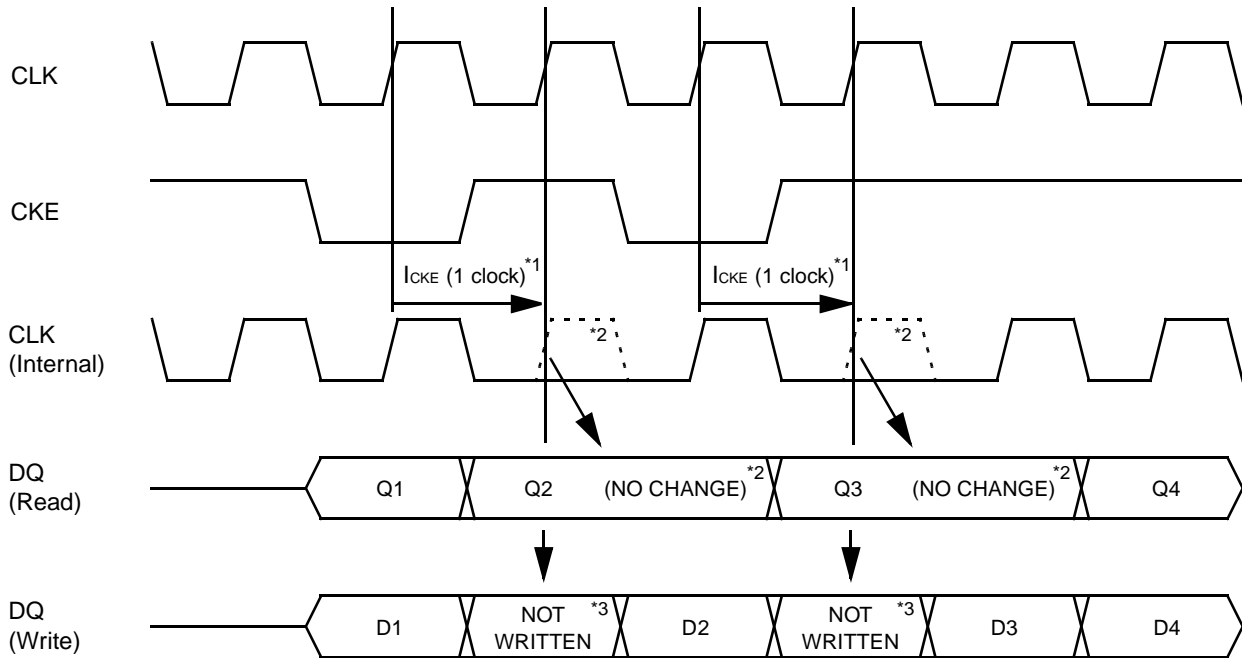 CLK
CKE
ICKE (1 clock)*1
ICKE (1 clock)*1
CLK
(Internal)
*2
*2
DQ
(Read)
Q1
Q2
(NO CHANGE)*2
Q3
(NO CHANGE)*2
Q4
DQ
(Write)
D1
NOT
WRITTEN
*3
D2
NOT
WRITTEN
*3
D3
D4